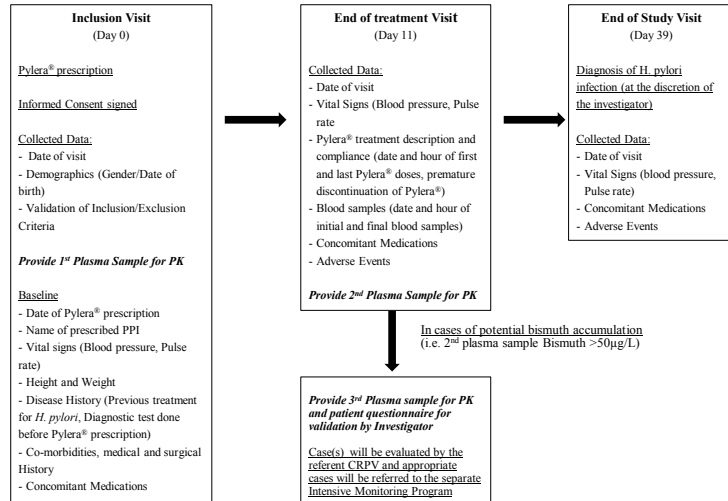 Inclusion Visit
(Day 0)
Pylera® prescription
Informed Consent signed
Collected Data:
- Date of visit
- Demographics (Gender/Date of
birth)
- Validation of Inclusion/Exclusion
Criteria
Provide 1st Plasma Sample for PK
Baseline
- Date of Pylera® prescription
- Name of prescribed PPI
- Vital signs (Blood pressure, Pulse
rate)
- Height and Weight
- Disease History (Previous treatment
for H. pylori, Diagnostic test done
before Pylera® prescription)
- Co-morbidities, medical and surgical
History
- Concomitant Medications
End of treatment Visit
(Day 11)
Collected Data:
- Date of visit
- Vital Signs (Blood pressure, Pulse
rate
- Pylera® treatment description and
compliance (date and hour of first
and last Pylera® doses, premature
discontinuation of Pylera®)
- Blood samples (date and hour of
initial and final blood samples)
- Concomitant Medications
- Adverse Events
Provide 2nd Plasma Sample for PK
End of Study Visit
(Day 39)
Diagnosis of H. pylori
infection (at the discretion of
the investigator)
Collected Data:
- Date of visit
- Vital Signs (blood pressure,
Pulse rate)
- Concomitant Medications
- Adverse Events
In cases of potential bismuth accumulation
(i.e. 2nd plasma sample Bismuth >50µg/L)
Provide 3rd Plasma sample for PK
and patient questionnaire for
validation by Investigator
Case(s) will be evaluated by the
referent CRPV and appropriate
cases will be referred to the separate
Intensive Monitoring Program